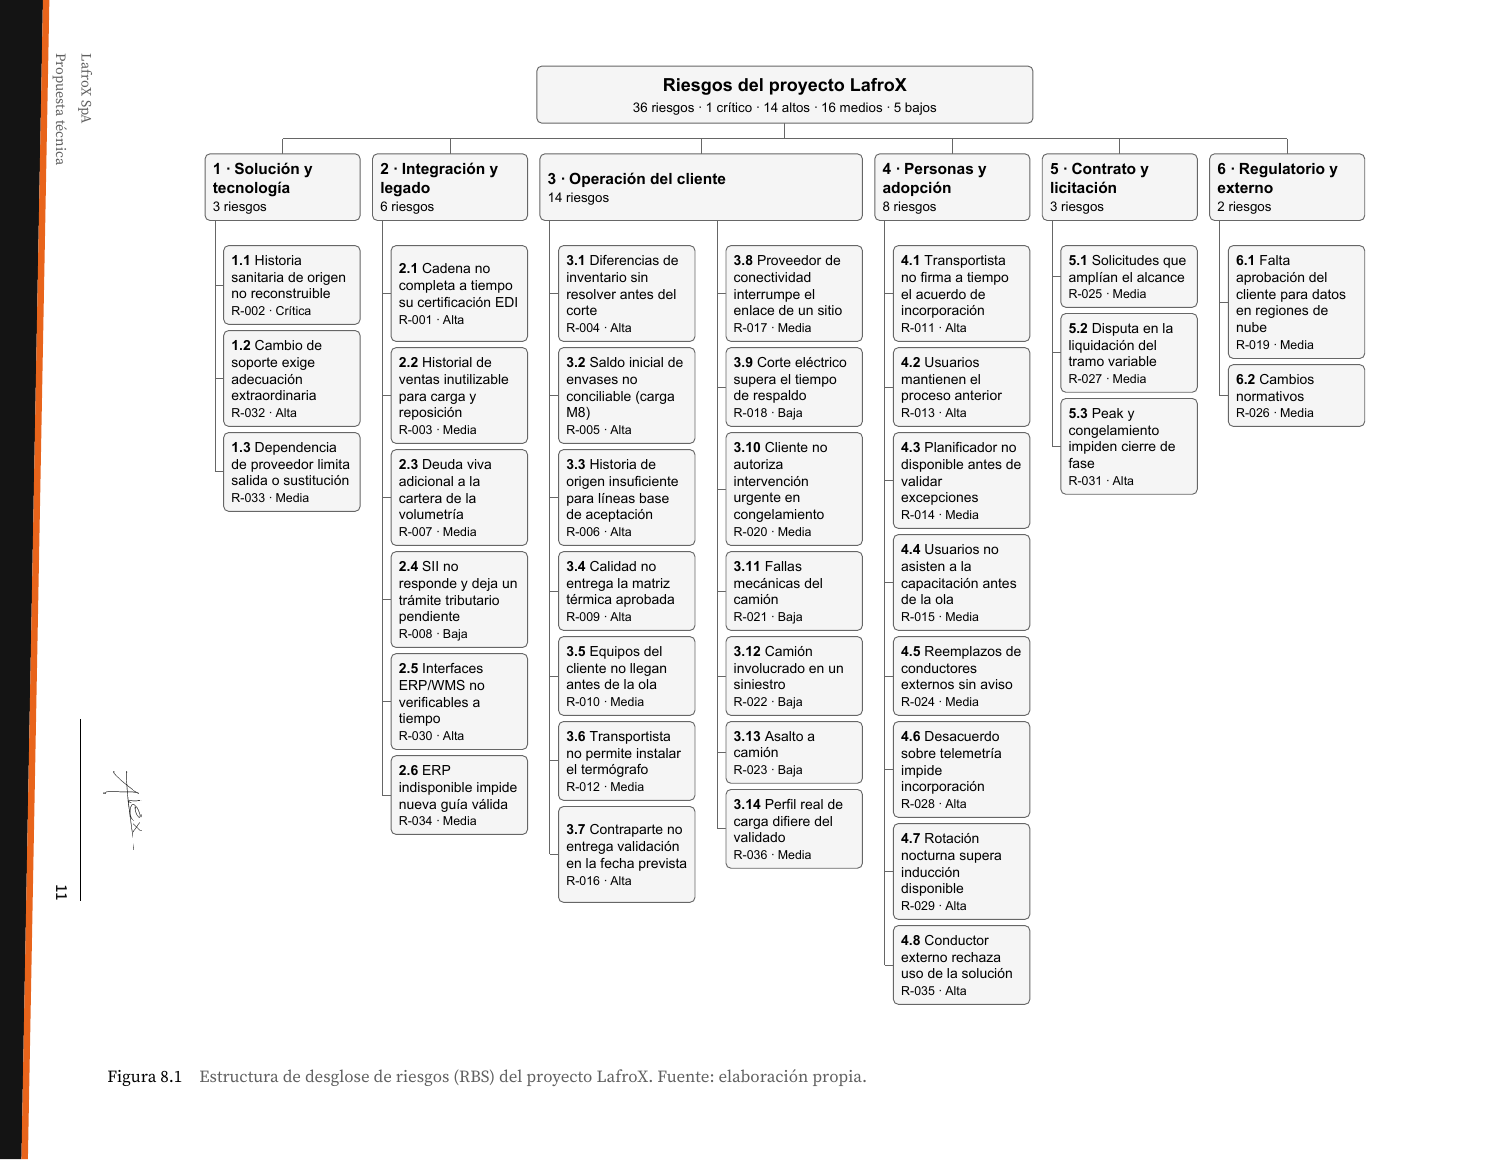 LafroX SpA
Propuesta técnica
Riesgos del proyecto LafroX
36 riesgos · 1 crítico · 14 altos · 16 medios · 5 bajos
1 · Solución y
tecnología
3 riesgos
1.1 Historia
sanitaria de origen
no reconstruible
R-002 · Crítica
1.2 Cambio de
soporte exige
adecuación
extraordinaria
R-032 · Alta
1.3 Dependencia
de proveedor limita
salida o sustitución
R-033 · Media
2 · Integración y
legado
6 riesgos
2.1 Cadena no
completa a tiempo
su certificación EDI
R-001 · Alta
2.2 Historial de
ventas inutilizable
para carga y
reposición
R-003 · Media
2.3 Deuda viva
adicional a la
cartera de la
volumetría
R-007 · Media
2.4 SII no
responde y deja un
trámite tributario
pendiente
R-008 · Baja
2.5 Interfaces
ERP/WMS no
verificables a
tiempo
R-030 · Alta
2.6 ERP
indisponible impide
nueva guía válida
R-034 · Media
3 · Operación del cliente
14 riesgos
3.1 Diferencias de
inventario sin
resolver antes del
corte
R-004 · Alta
3.2 Saldo inicial de
envases no
conciliable (carga
M8)
R-005 · Alta
3.3 Historia de
origen insuficiente
para líneas base
de aceptación
R-006 · Alta
3.4 Calidad no
entrega la matriz
térmica aprobada
R-009 · Alta
3.5 Equipos del
cliente no llegan
antes de la ola
R-010 · Media
3.6 Transportista
no permite instalar
el termógrafo
R-012 · Media
3.7 Contraparte no
entrega validación
en la fecha prevista
R-016 · Alta
3.8 Proveedor de
conectividad
interrumpe el
enlace de un sitio
R-017 · Media
3.9 Corte eléctrico
supera el tiempo
de respaldo
R-018 · Baja
3.10 Cliente no
autoriza
intervención
urgente en
congelamiento
R-020 · Media
3.11 Fallas
mecánicas del
camión
R-021 · Baja
3.12 Camión
involucrado en un
siniestro
R-022 · Baja
3.13 Asalto a
camión
R-023 · Baja
3.14 Perfil real de
carga difiere del
validado
R-036 · Media
4 · Personas y
adopción
8 riesgos
4.1 Transportista
no firma a tiempo
el acuerdo de
incorporación
R-011 · Alta
4.2 Usuarios
mantienen el
proceso anterior
R-013 · Alta
4.3 Planificador no
disponible antes de
validar
excepciones
R-014 · Media
4.4 Usuarios no
asisten a la
capacitación antes
de la ola
R-015 · Media
4.5 Reemplazos de
conductores
externos sin aviso
R-024 · Media
4.6 Desacuerdo
sobre telemetría
impide
incorporación
R-028 · Alta
4.7 Rotación
nocturna supera
inducción
disponible
R-029 · Alta
4.8 Conductor
externo rechaza
uso de la solución
R-035 · Alta
5 · Contrato y
licitación
3 riesgos
5.1 Solicitudes que
amplían el alcance
R-025 · Media
5.2 Disputa en la
liquidación del
tramo variable
R-027 · Media
5.3 Peak y
congelamiento
impiden cierre de
fase
R-031 · Alta
6 · Regulatorio y
externo
2 riesgos
6.1 Falta
aprobación del
cliente para datos
en regiones de
nube
R-019 · Media
6.2 Cambios
normativos
R-026 · Media
Alex
11
Figura 8.1 Estructura de desglose de riesgos (RBS) del proyecto LafroX. Fuente: elaboración propia.